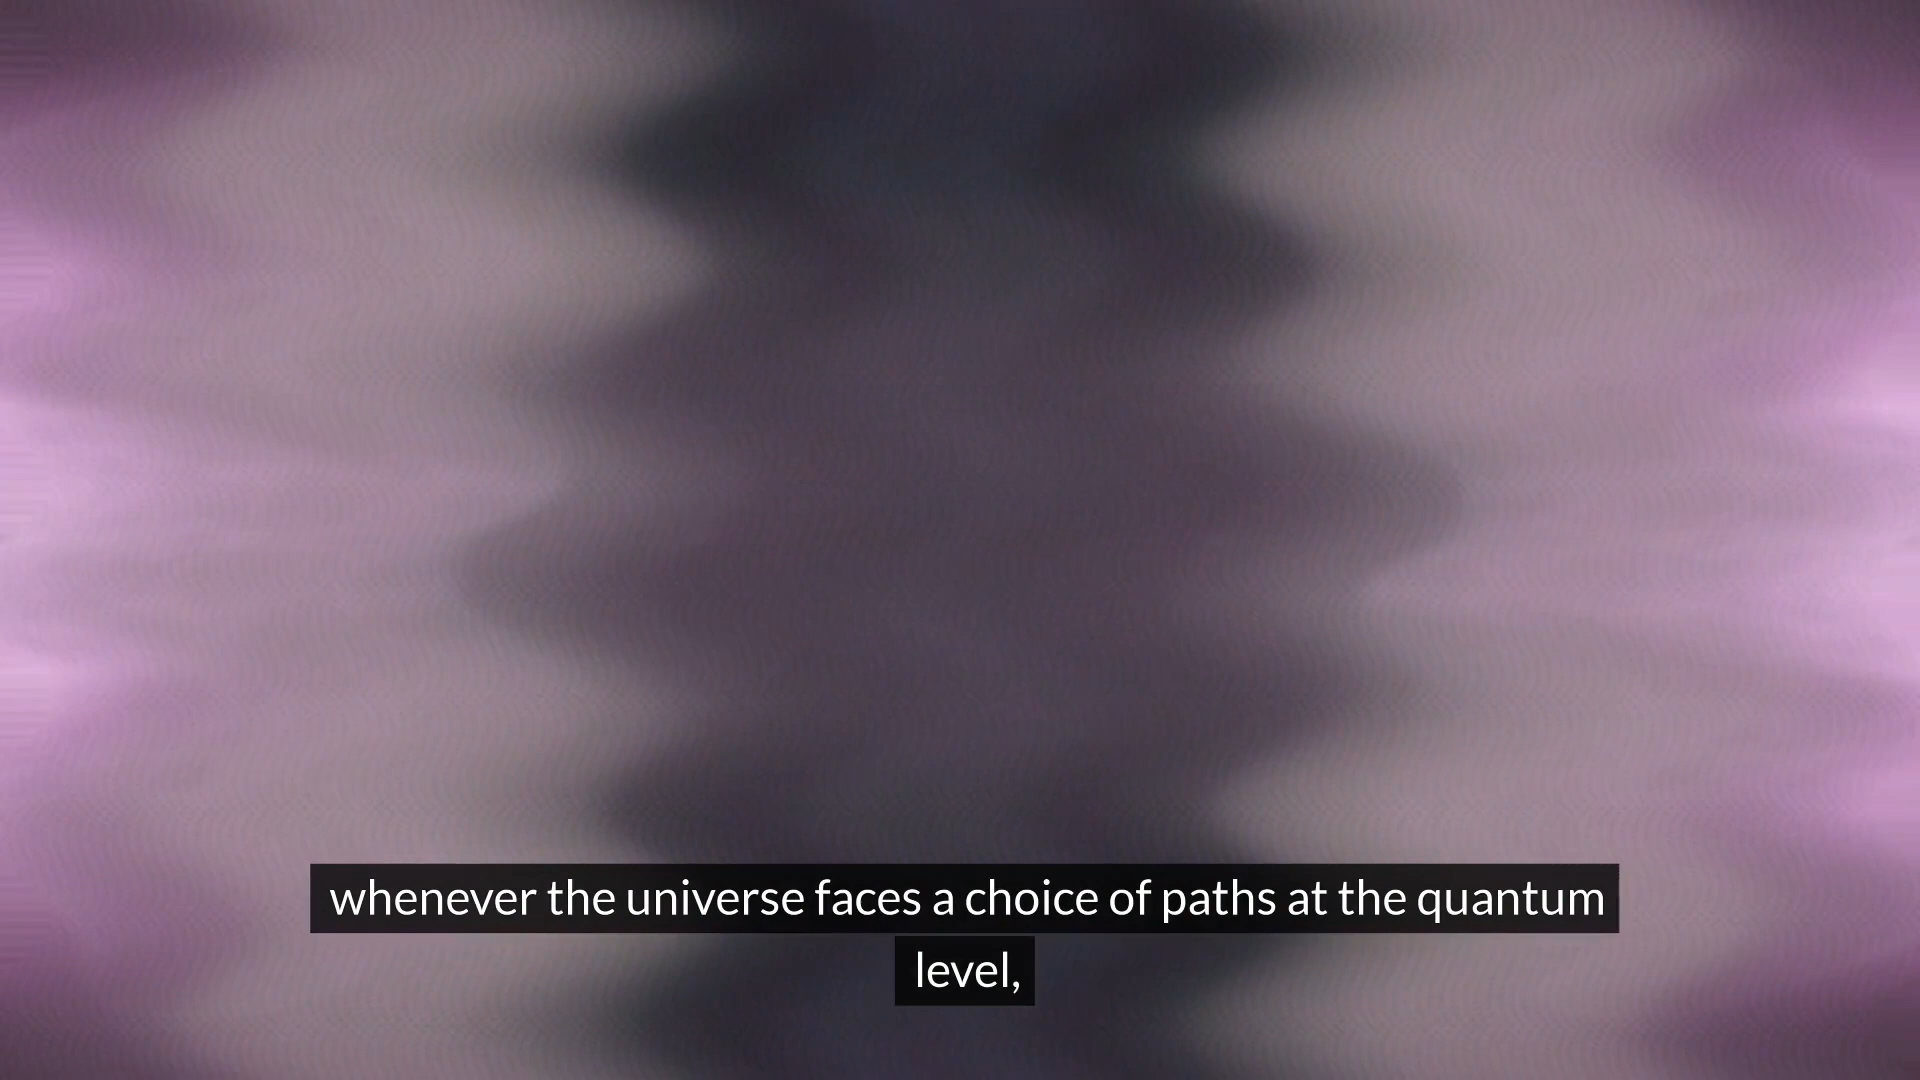 whenever the universe faces a choice of paths at the quantum
level,